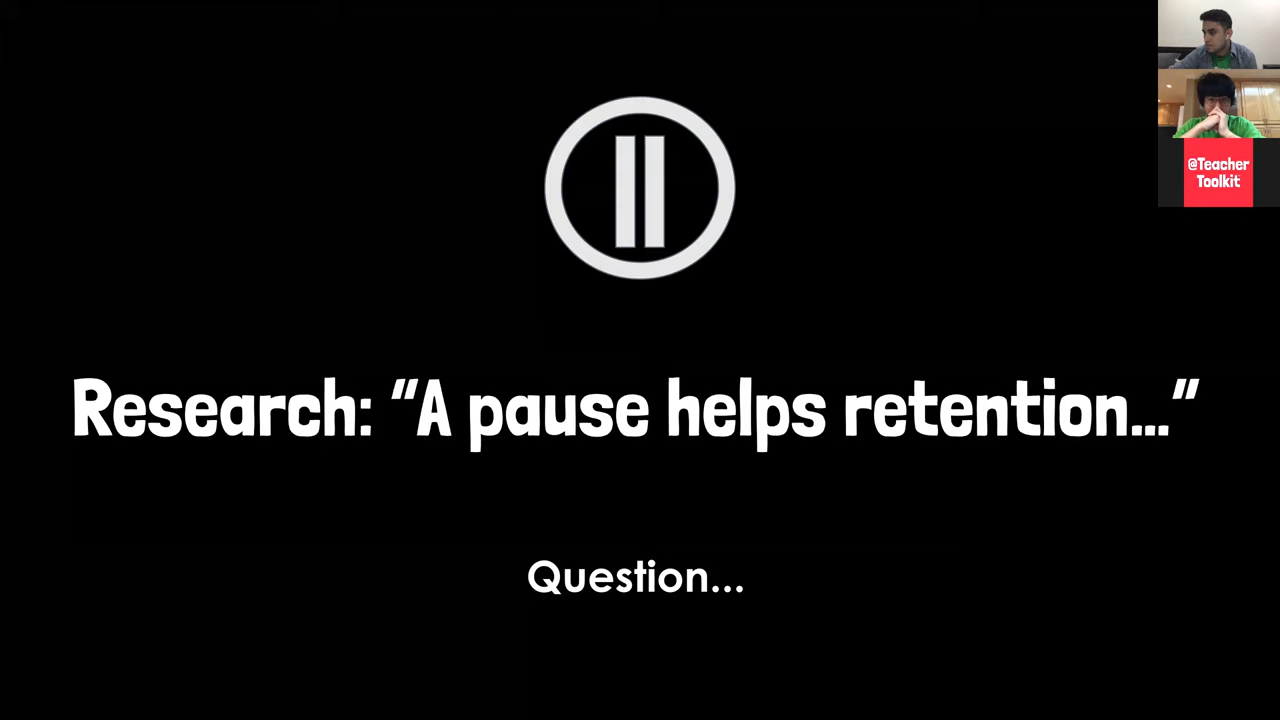 @Teacher
Toolkit
Research: “A pause helps retention...”
Question...